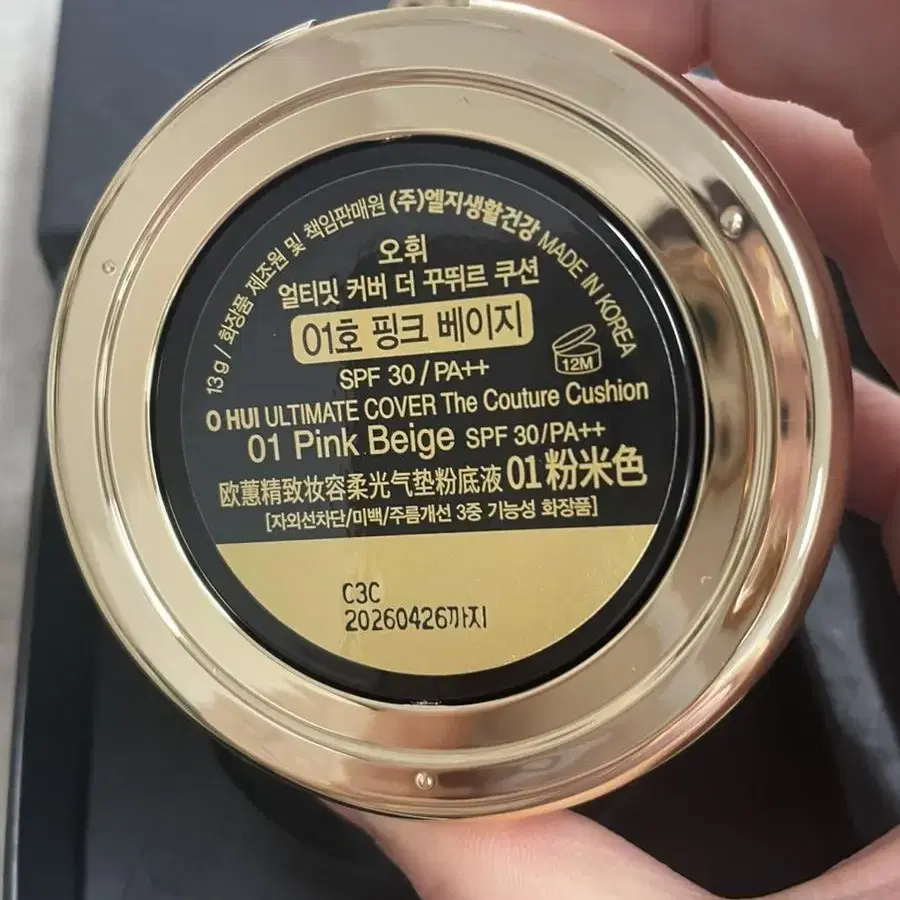 13g / 화장품 제조원 및 책임판매원 (주)엘지생활건강 MADE IN KOREA
오휘
얼티밋 커버 더 꾸뛰르 쿠션
01호 핑크 베이지
12M
SPF 30 / PA++
O HUI ULTIMATE COVER The Couture Cushion
01 Pink Beige SPF 30/PA++
欧蕙精致妆容柔光气垫粉底液 01 粉米色
[자외선차단/미백/주름개선 3중 기능성 화장품]
C3C
20260426까지